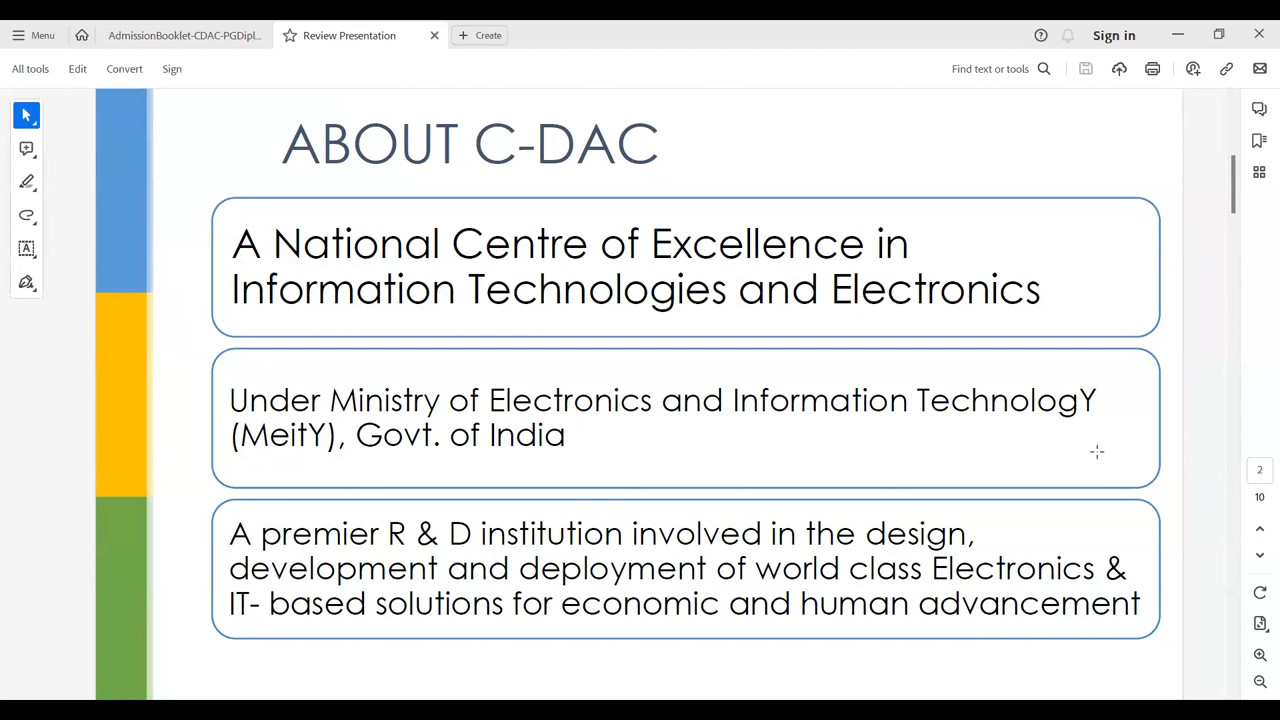 Menu
AdmissionBooklet-CDAC-PGDipl...
Review Presentation
Create
Sign in
All tools
Edit
Convert
Sign
Find text or tools
ABOUT C-DAC
A National Centre of Excellence in
Information Technologies and Electronics
Under Ministry of Electronics and Information TechnologY
(MeitY), Govt. of India
A premier R & D institution involved in the design,
development and deployment of world class Electronics &
IT- based solutions for economic and human advancement
2
10